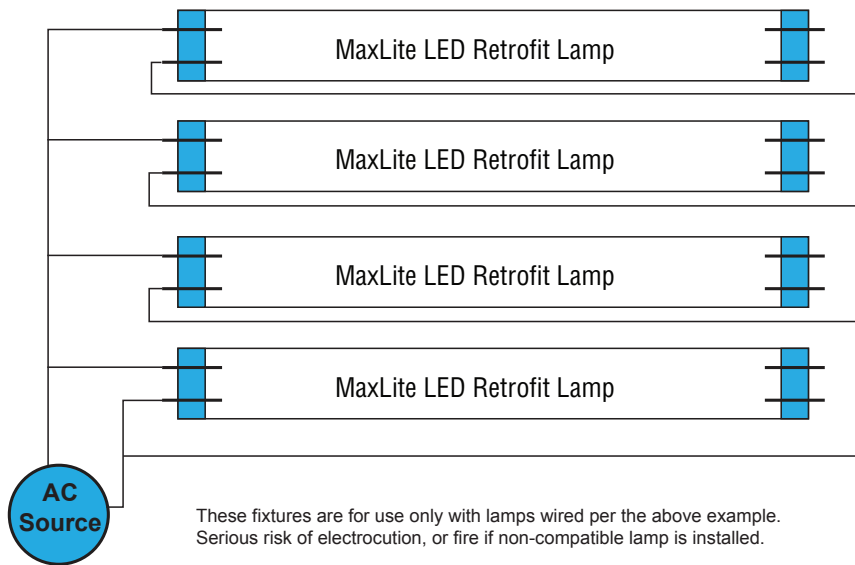 MaxLite LED Retrofit Lamp
MaxLite LED Retrofit Lamp
MaxLite LED Retrofit Lamp
MaxLite LED Retrofit Lamp
AC
Source
These fixtures are for use only with lamps wired per the above example.
Serious risk of electrocution, or fire if non-compatible lamp is installed.